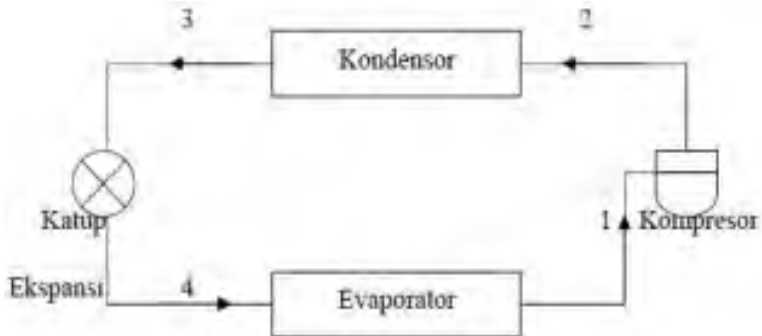 3
2
Kondensor
Katup
1
Kompresor
Ekspansi
4
Evaporator